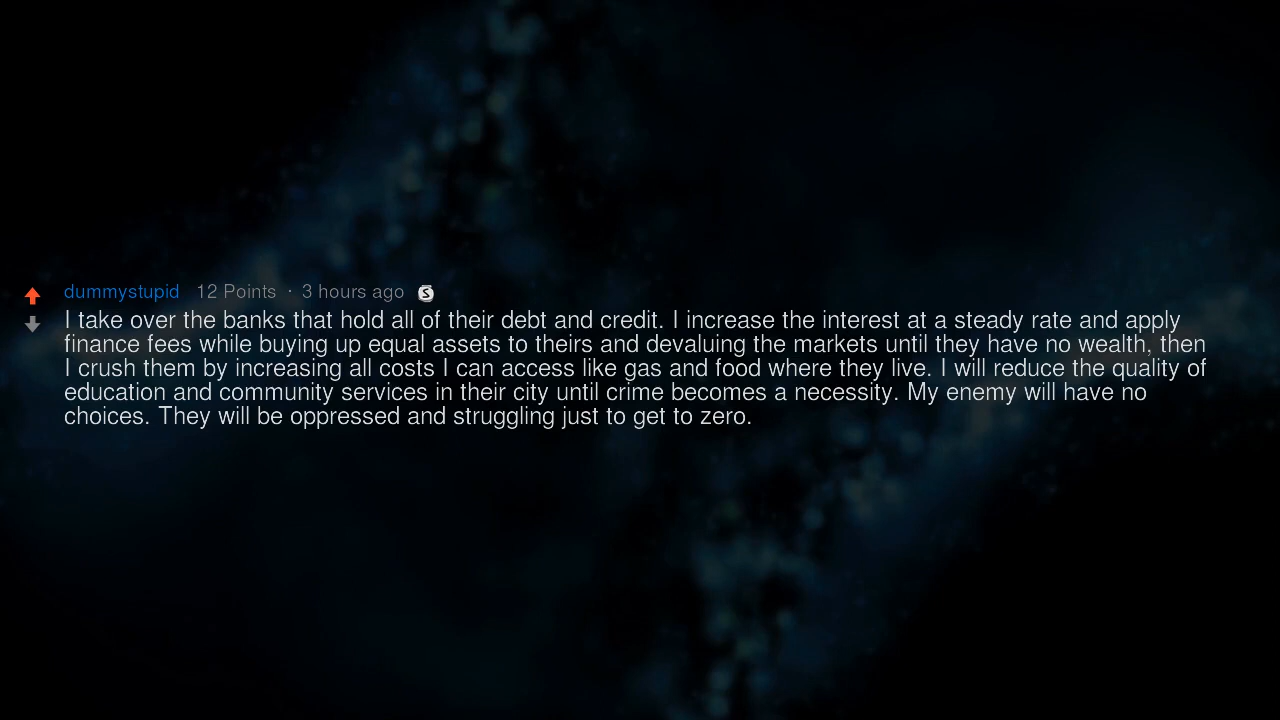 dummystupid 12 Points · 3 hours ago S
I take over the banks that hold all of their debt and credit. I increase the interest at a steady rate and apply
finance fees while buying up equal assets to theirs and devaluing the markets until they have no wealth, then
I crush them by increasing all costs I can access like gas and food where they live. I will reduce the quality of
education and community services in their city until crime becomes a necessity. My enemy will have no
choices. They will be oppressed and struggling just to get to zero.